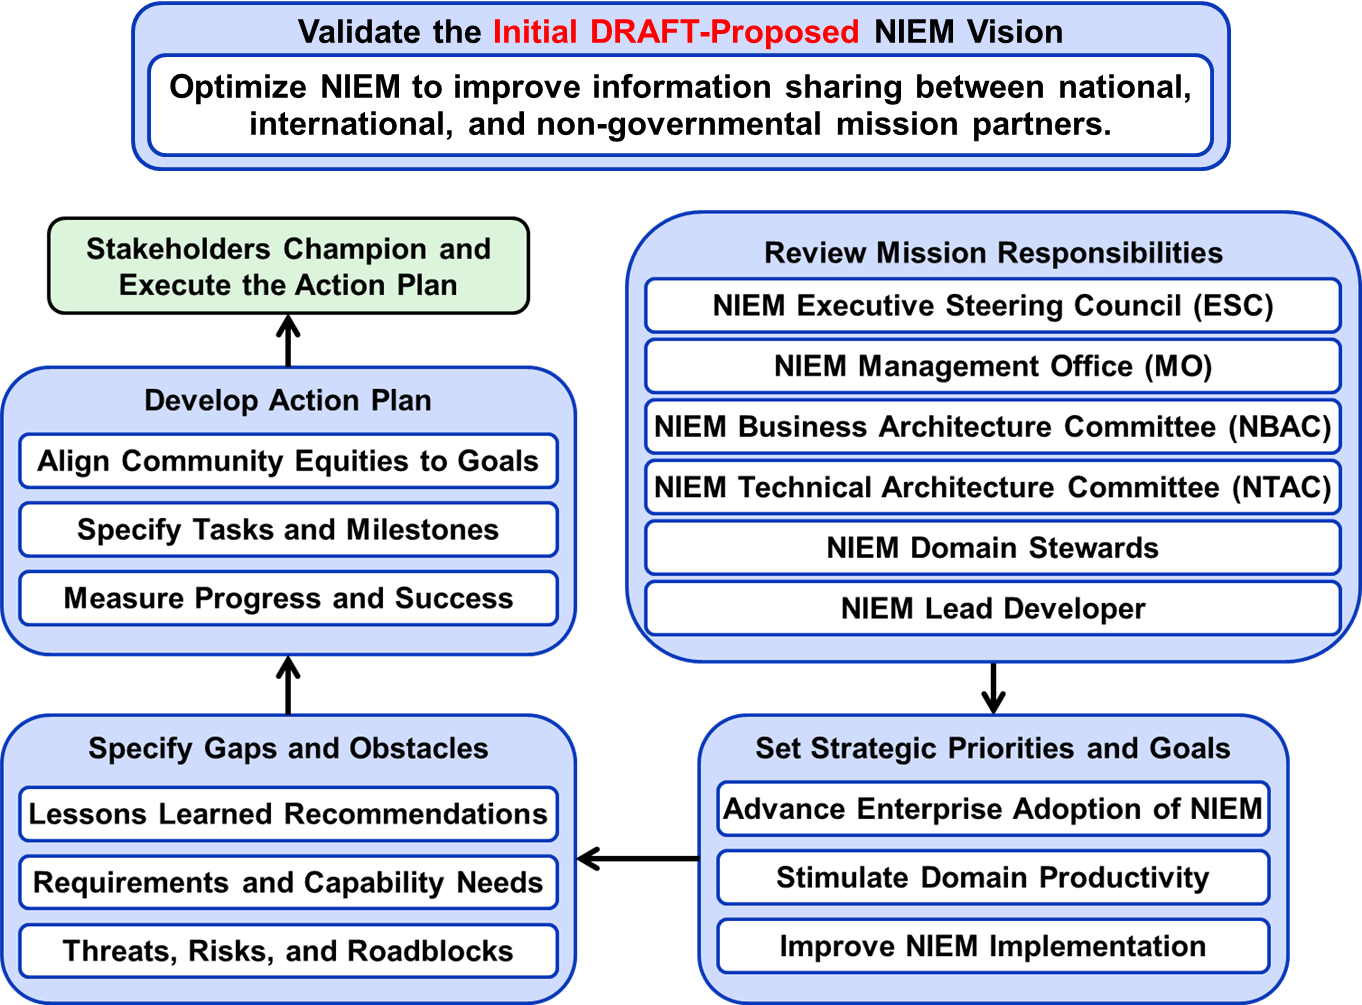 Validate the Initial DRAFT-Proposed NIEM Vision
Optimize NIEM to improve information sharing between national,
international, and non-governmental mission partners.
Stakeholders Champion and
Execute the Action Plan
Develop Action Plan
Align Community Equities to Goals
Specify Tasks and Milestones
Measure Progress and Success
Specify Gaps and Obstacles
Lessons Learned Recommendations
Requirements and Capability Needs
Threats, Risks, and Roadblocks
Review Mission Responsibilities
NIEM Executive Steering Council (ESC)
NIEM Management Office (MO)
NIEM Business Architecture Committee (NBAC)
NIEM Technical Architecture Committee (NTAC)
NIEM Domain Stewards
NIEM Lead Developer
Set Strategic Priorities and Goals
Advance Enterprise Adoption of NIEM
Stimulate Domain Productivity
Improve NIEM Implementation